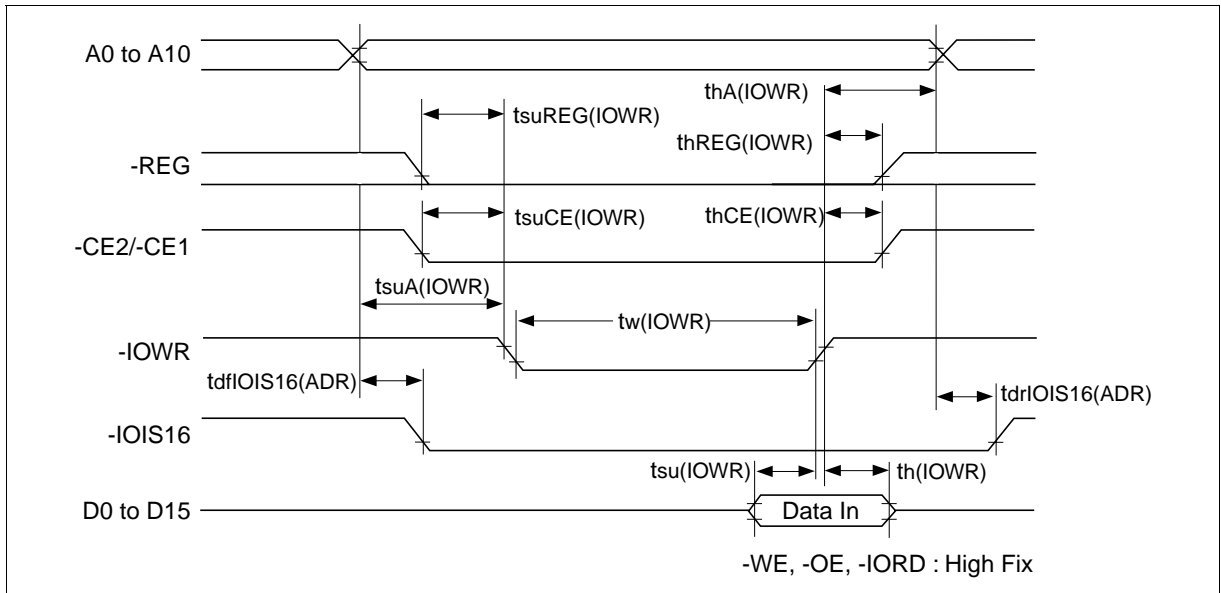 A0 to A10
thA(IOWR)
tsuREG(IOWR)
thREG(IOWR)
-REG
tsuCE(IOWR)
thCE(IOWR)
-CE2/-CE1
tsuA(IOWR)
tw(IOWR)
-IOWR
tdfIOIS16(ADR)
tdrIOIS16(ADR)
-IOIS16
tsu(IOWR)
th(IOWR)
D0 to D15
Data In
-WE, -OE, -IORD : High Fix